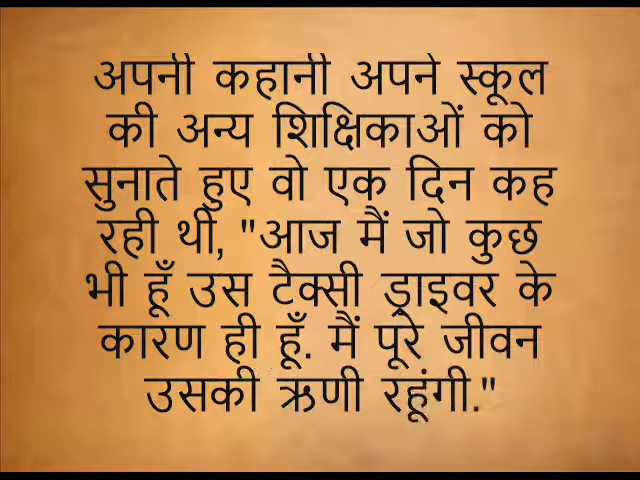 अपनी कहानी अपने स्कूल
की अन्य शिक्षिकाओं को
सुनाते हुए वो एक दिन कह
रही थी, "आज मैं जो कुछ
भी हूँ उस टैक्सी ड्राइवर के
कारण ही हूँ. मैं पूरे जीवन
उसकी ऋणी रहूंगी."